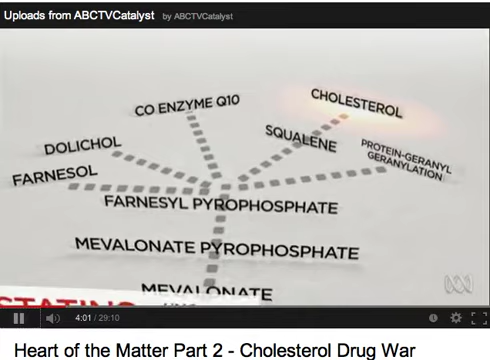 Uploads from ABCTVCatalyst by ABCTVCatalyst
CO ENZYME Q10
CHOLESTEROL
DOLICHOL
SQUALENE
PROTEIN-GERANYL
GERANYLATION
FARNESOL
FARNESYL PYROPHOSPHATE
MEVALONATE PYROPHOSPHATE
MEVALONATE
4:01 / 29:10
Heart of the Matter Part 2 - Cholesterol Drug War